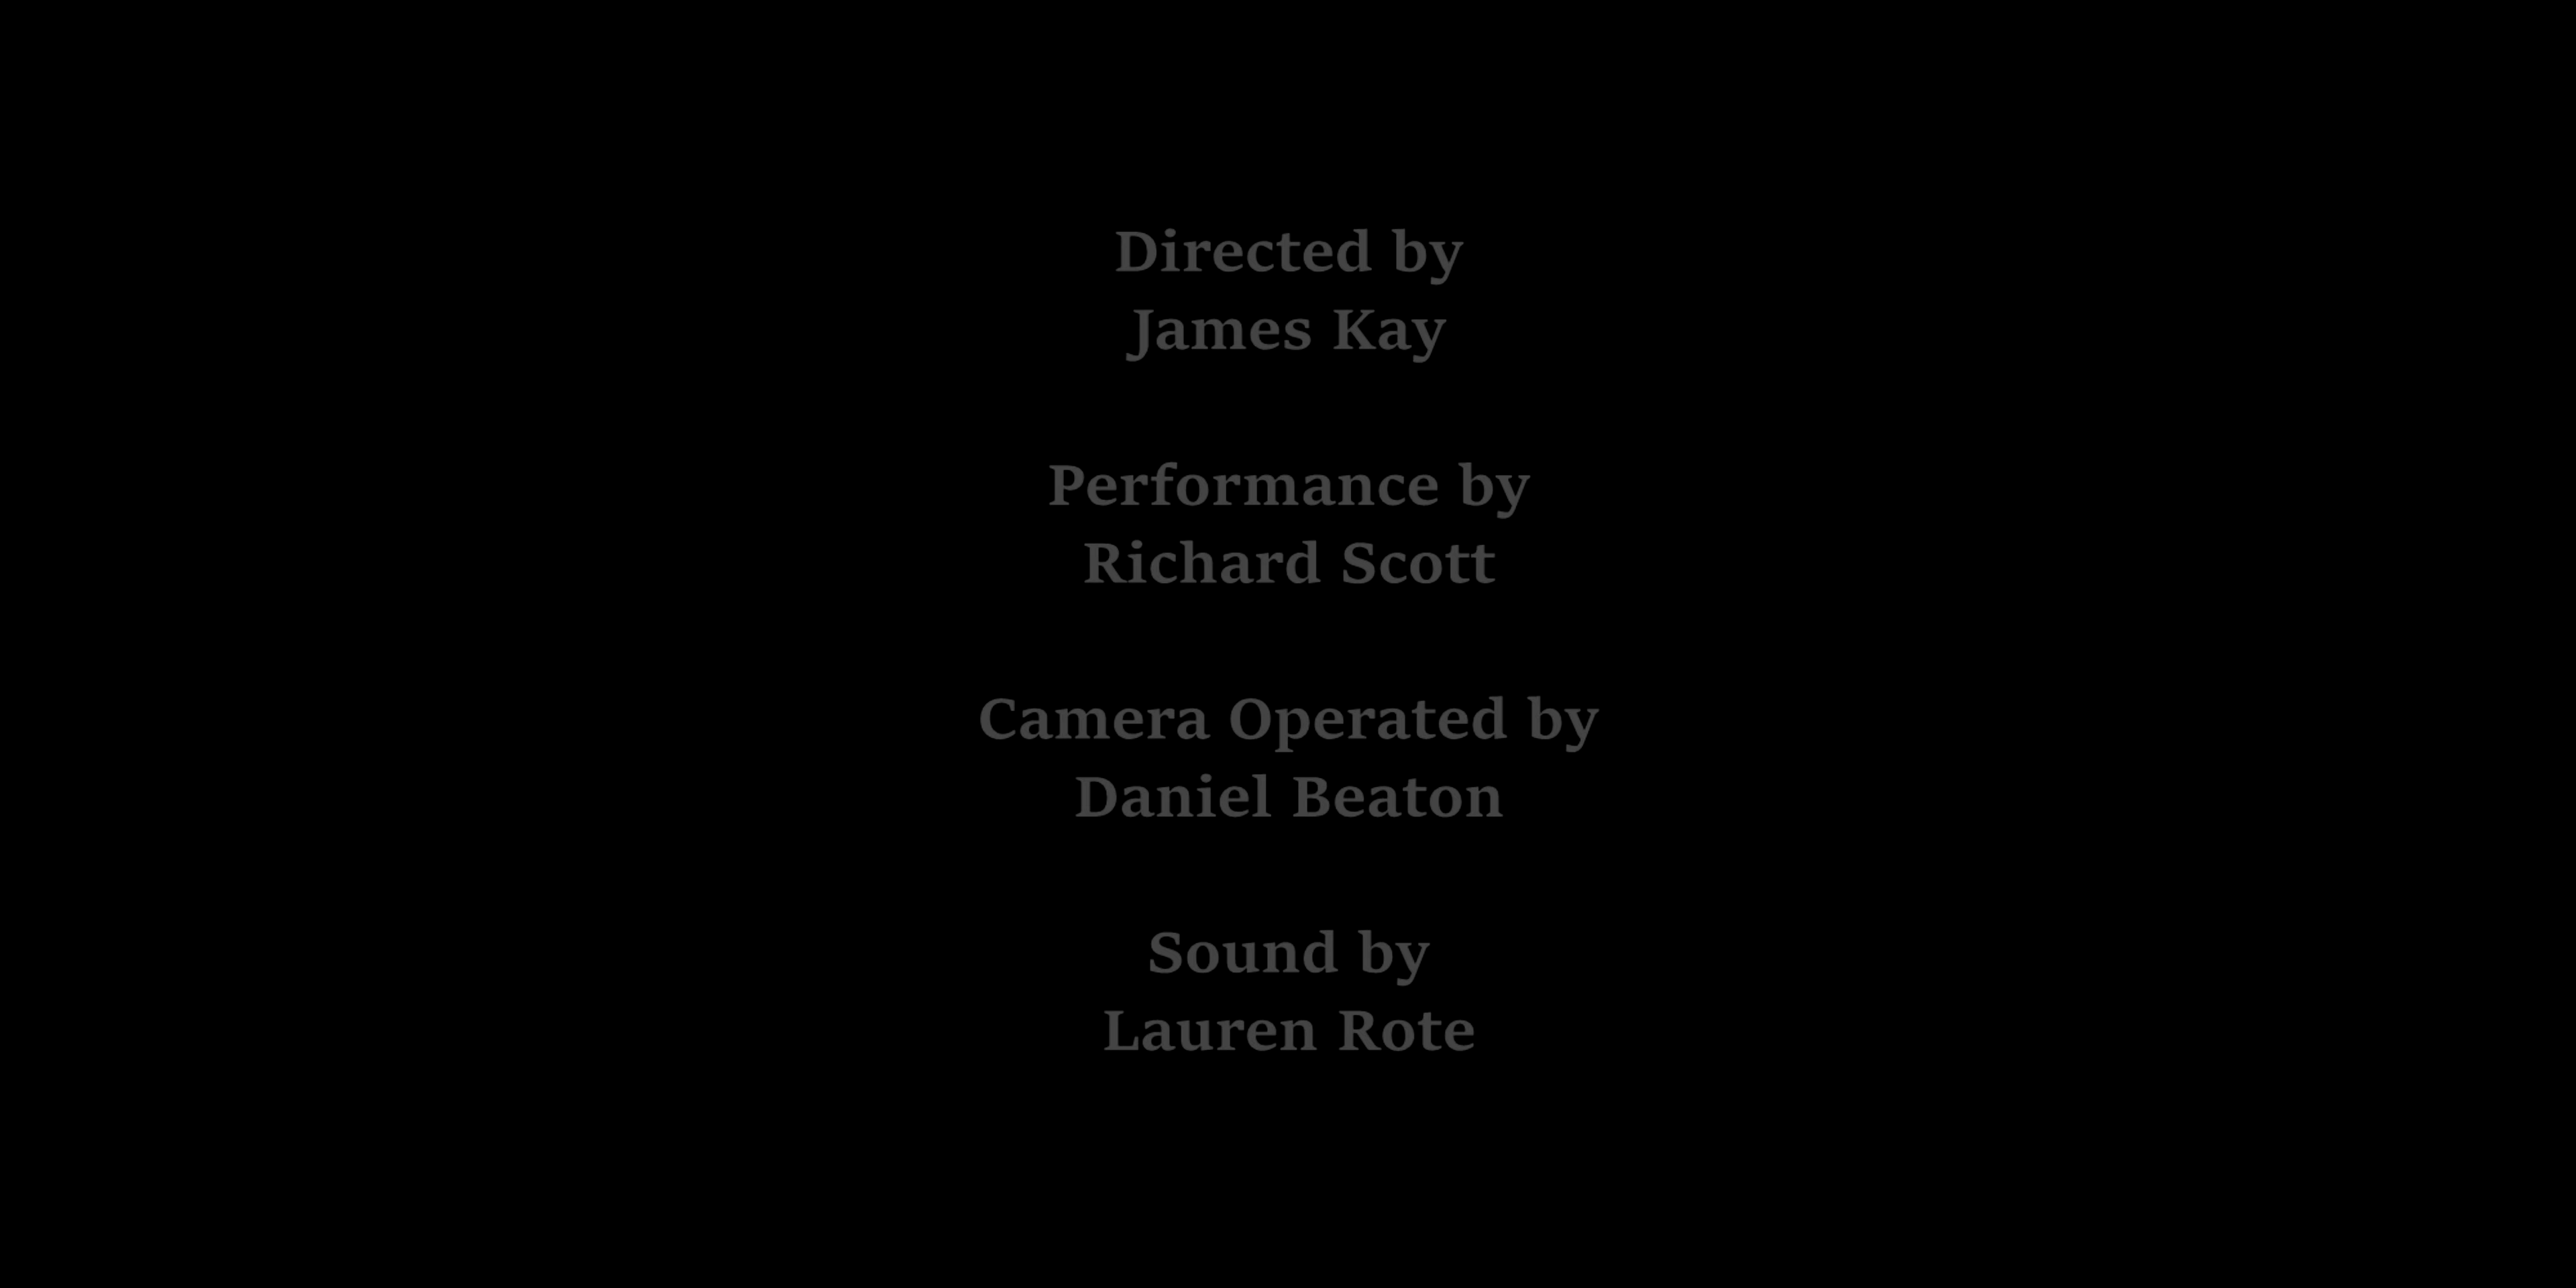 Directed by
James Kay
Performance by
Richard Scott
Camera Operated by
Daniel Beaton
Sound by
Lauren Rote